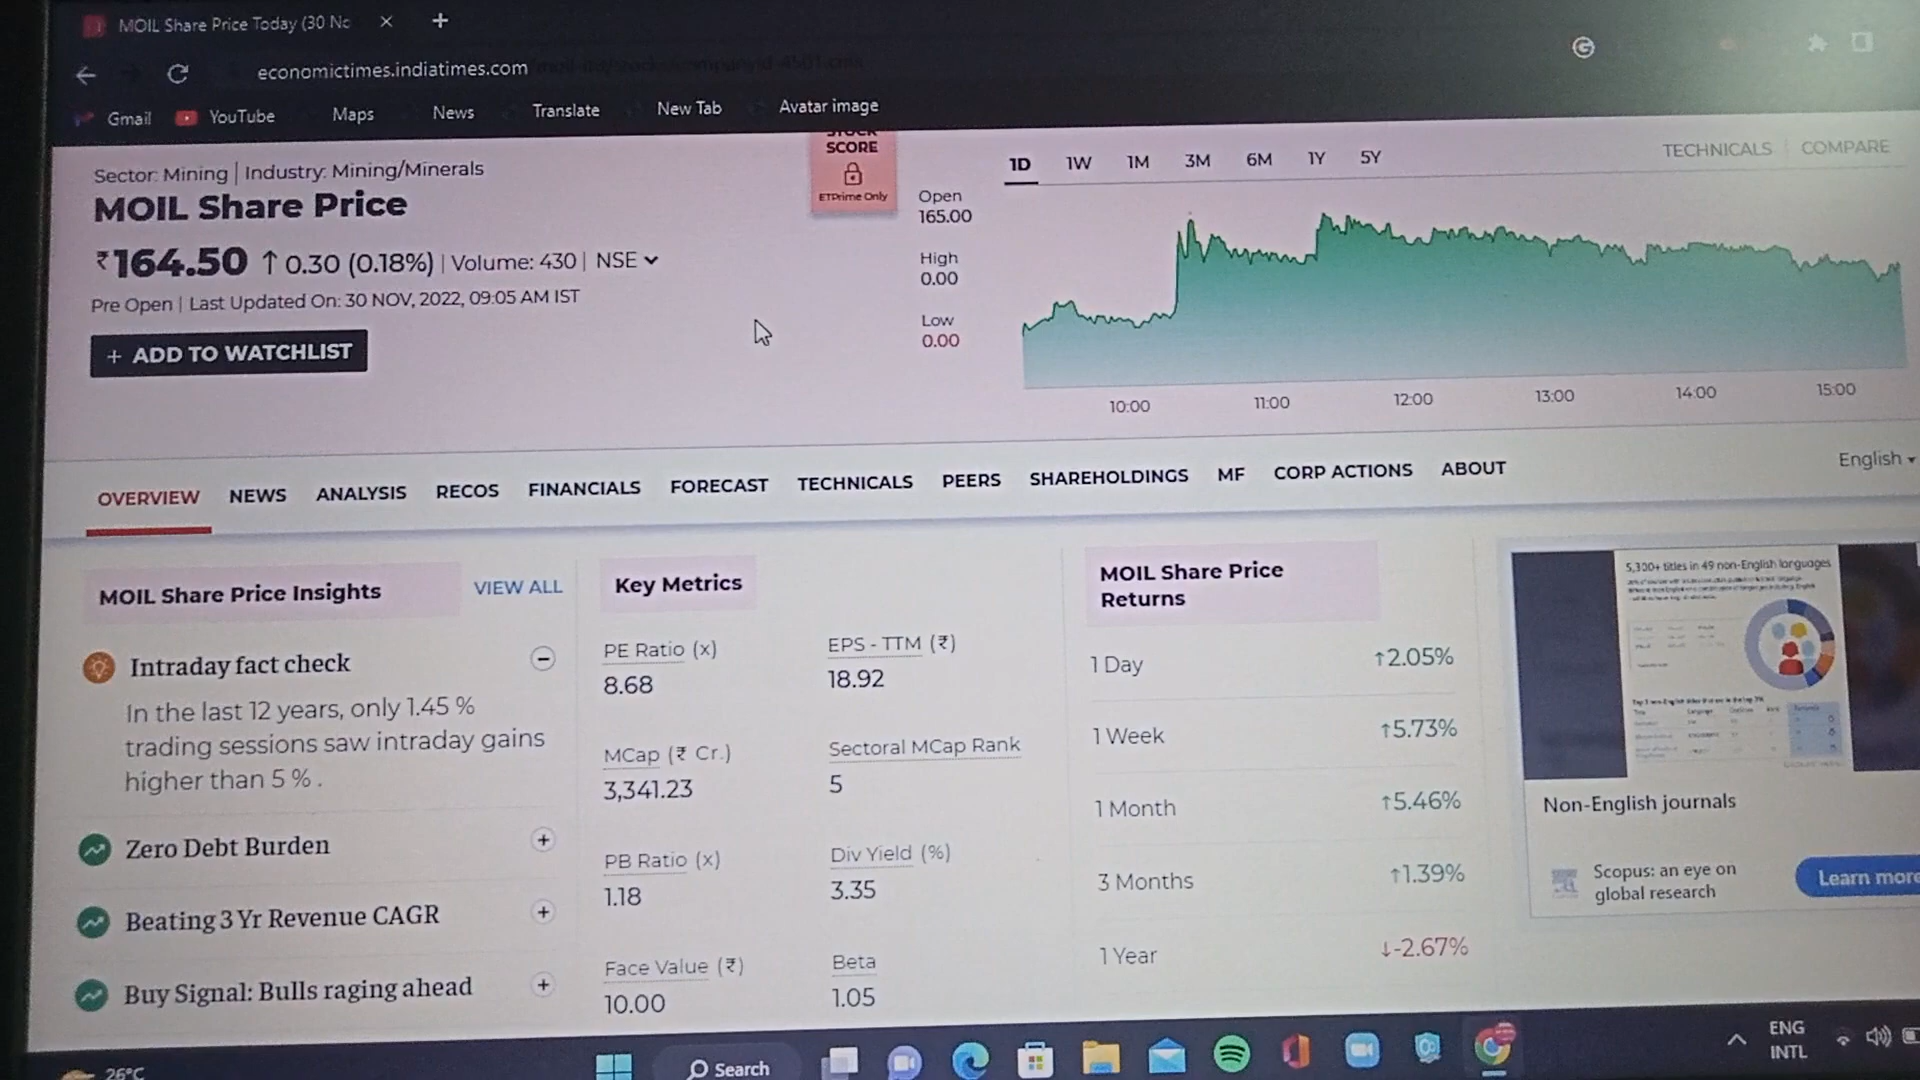 MOIL Share Price Today (30 No
economictimes.indiatimes.com
Gmail YouTube Maps News Translate New Tab Avatar image
Sector: Mining | Industry: Mining/Minerals
MOIL Share Price
₹164.50 ↑ 0.30 (0.18%) | Volume: 430 | NSE
Pre Open | Last Updated On: 30 NOV, 2022, 09:05 AM IST
+ ADD TO WATCHLIST
STOCK
SCORE
ETPrime Only
Open
165.00
High
0.00
Low
0.00
1D 1W 1M 3M 6M 1Y 5Y
TECHNICALS COMPARE
10:00 11:00 12:00 13:00 14:00 15:00
OVERVIEW NEWS ANALYSIS RECOS FINANCIALS FORECAST TECHNICALS PEERS SHAREHOLDINGS MF CORP ACTIONS ABOUT
English
MOIL Share Price Insights VIEW ALL
Intraday fact check
In the last 12 years, only 1.45 %
trading sessions saw intraday gains
higher than 5 % .
Zero Debt Burden
Beating 3 Yr Revenue CAGR
Buy Signal: Bulls raging ahead
Key Metrics
PE Ratio (x)
8.68
EPS - TTM (₹)
18.92
MCap (₹ Cr.)
3,341.23
Sectoral MCap Rank
5
PB Ratio (x)
1.18
Div Yield (%)
3.35
Face Value (₹)
10.00
Beta
1.05
MOIL Share Price
Returns
1 Day ↑2.05%
1 Week ↑5.73%
1 Month ↑5.46%
3 Months ↑1.39%
1 Year ↓-2.67%
5,300+ titles in 49 non-English languages
Non-English journals
Scopus: an eye on
global research
Learn more
26°C
Search
ENG
INTL